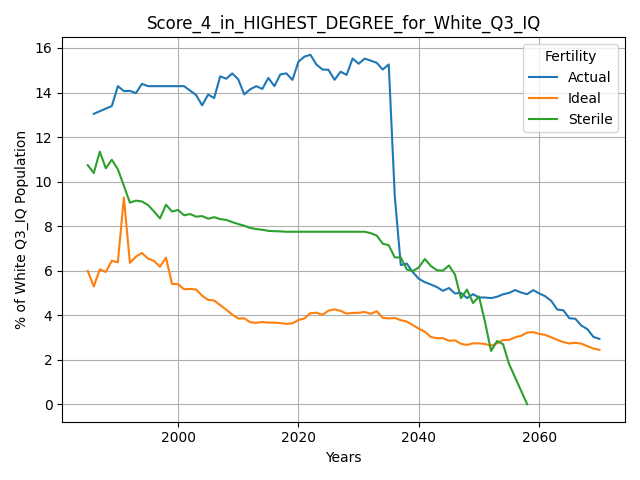 Score_4_in_HIGHEST_DEGREE_for_White_Q3_IQ
% of White Q3_IQ Population
16
14
12
10
8
6
4
2
0
Fertility
Actual
Ideal
Sterile
2000
2020
2040
2060
Years